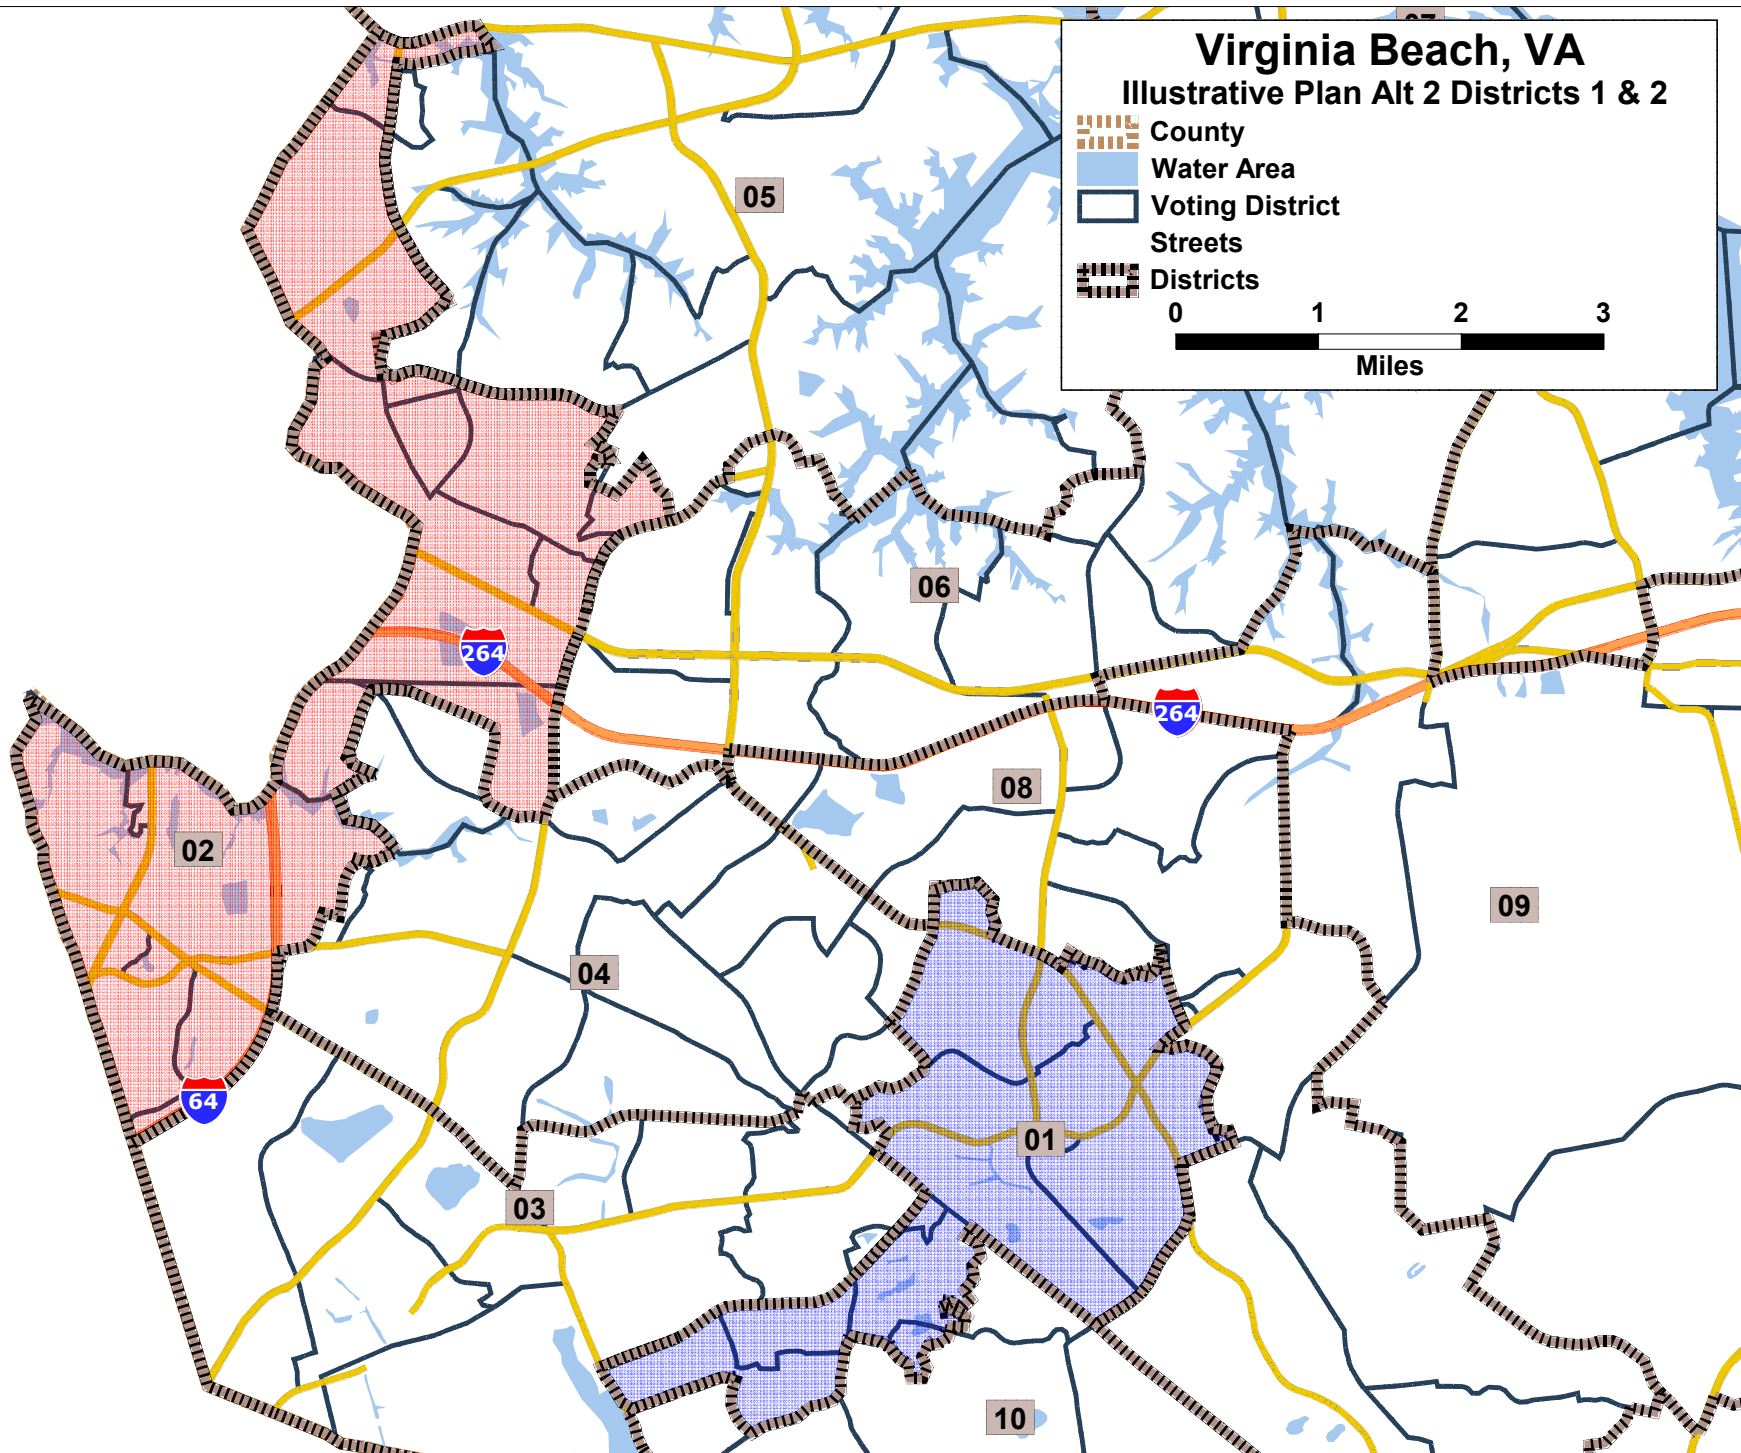 Virginia Beach, VA
Illustrative Plan Alt 2 Districts 1 & 2
County
Water Area
Voting District
Streets
Districts
0 1 2 3
Miles
05
06
264
264
08
02
09
04
64
01
03
10